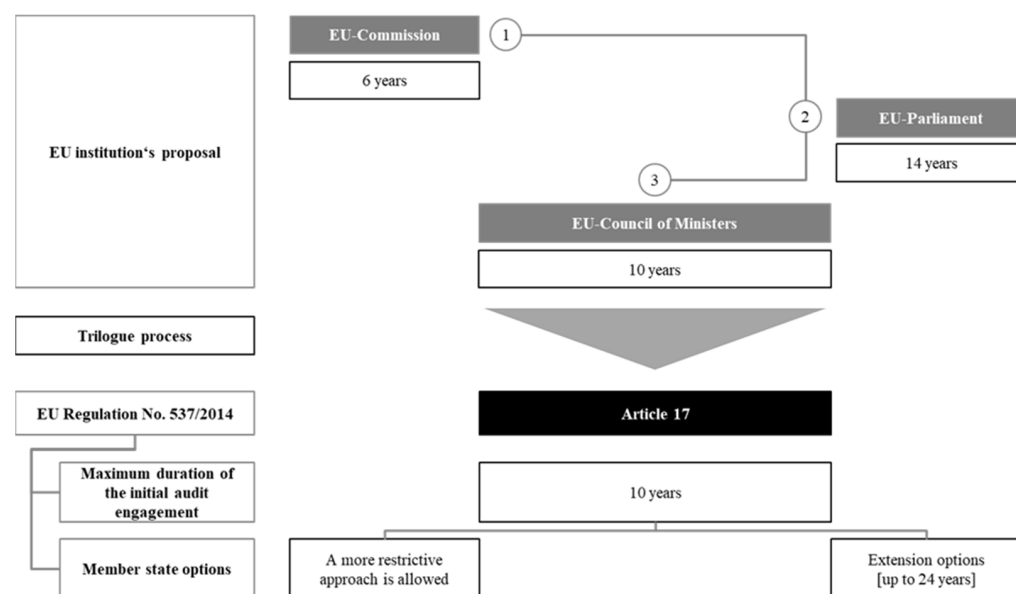 EU-Commission
1
6 years
2
EU-Parliament
EU institution‘s proposal
14 years
3
EU-Council of Ministers
10 years
Trilogue process
EU Regulation No. 537/2014
Article 17
Maximum duration of
the initial audit
engagement
10 years
Member state options
A more restrictive
approach is allowed
Extension options
[up to 24 years]